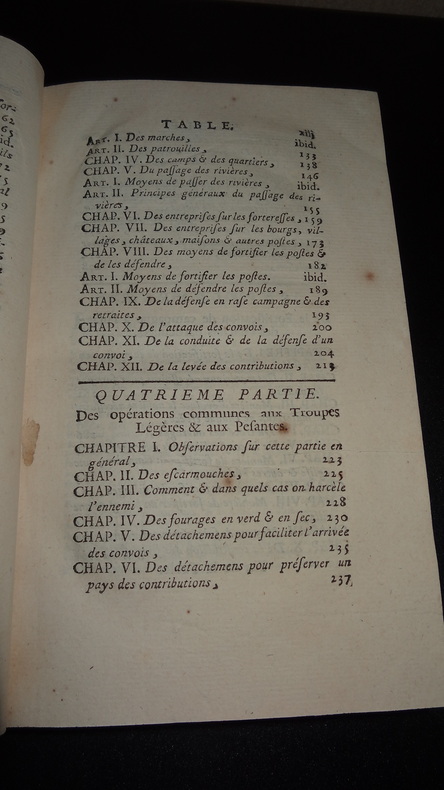 TABLE. xiij
ART. I. Des marches, ibid.
ART. II. Des patrouilles, 133
CHAP. IV. Des camps & des quartiers, 138
CHAP. V. Du paſſage des rivières, 146
ART. I. Moyens de paſſer des rivières, ibid.
ART. II. Principes généraux du paſſage des ri-
vières, 155
CHAP. VI. Des entrepriſes ſur les fortereſſes, 159
CHAP. VII. Des entrepriſes ſur les bourgs, vil-
lages, châteaux, maiſons & autres poſtes, 173
CHAP. VIII. Des moyens de fortifier les poſtes &
de les défendre, 182
ART. I. Moyens de fortifier les poſtes. ibid.
ART. II. Moyens de défendre les poſtes, 189
CHAP. IX. De la défenſe en raſe campagne & des
retraites, 193
CHAP. X. De l'attaque des convois, 200
CHAP. XI. De la conduite & de la défenſe d'un
convoi, 204
CHAP. XII. De la levée des contributions, 213
QUATRIEME PARTIE.
Des opérations communes aux Troupes
Légères & aux Peſantes.
CHAPITRE I. Obſervations ſur cette partie en
général, 223
CHAP. II. Des eſcarmouches, 225
CHAP. III. Comment & dans quels cas on harcèle
l'ennemi, 228
CHAP. IV. Des fourages en verd & en ſec, 230
CHAP. V. Des détachemens pour faciliter l'arrivée
des convois, 235
CHAP. VI. Des détachemens pour préſerver un
pays des contributions, 237